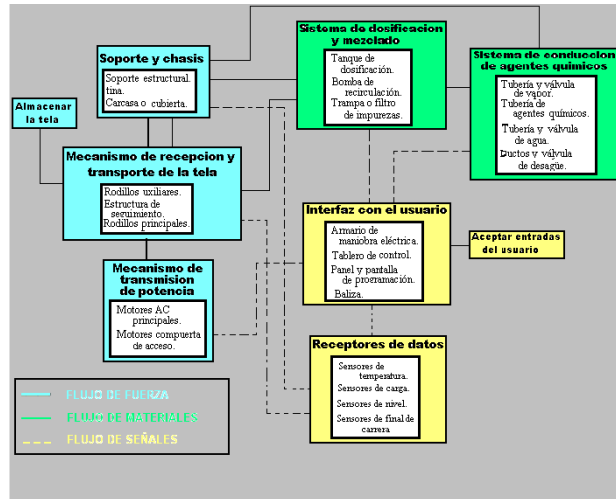 Soporte y chasis
Soporte estructural.
tina.
Carcasa o cubierta.
Sistema de dosificacion
y mezclado
Tanque de
dosificación.
Bomba de
recirculación.
Trampa o filtro
de impurezas.
Sistema de conduccion
de agentes quimicos
Tubería y válvula
de vapor.
Tubería de
agentes químicos.
Tubería y válvula
de agua.
Ductos y válvula
de desagüe.
Almacenar
la tela
Mecanismo de recepcion y
transporte de la tela
Rodillos uxiliares.
Estructura de
seguimiento.
Rodillos principales.
Interfaz con el usuario
Armario de
maniobra eléctrica.
Tablero de control.
Panel y pantalla
de programación.
Baliza.
Aceptar entradas
del usuario
Mecanismo de
transmision
de potencia
Motores AC
principales.
Motores compuerta
de acceso.
Receptores de datos
Sensores de
temperatura.
Sensores de carga.
Sensores de nivel.
Sensores de final de
carrera
FLUJO DE FUERZA
FLUJO DE MATERIALES
FLUJO DE SEÑALES